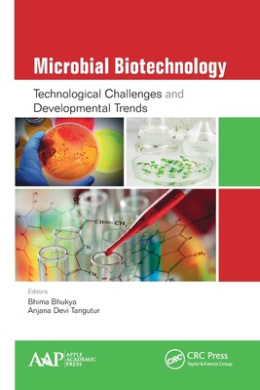 Microbial Biotechnology
Technological Challenges and
Developmental Trends
Editors
Bhima Bhukya
Anjana Devi Tangutur
AAP
APPLE
ACADEMIC
PRESS
CRC
CRC Press
Taylor & Francis Group